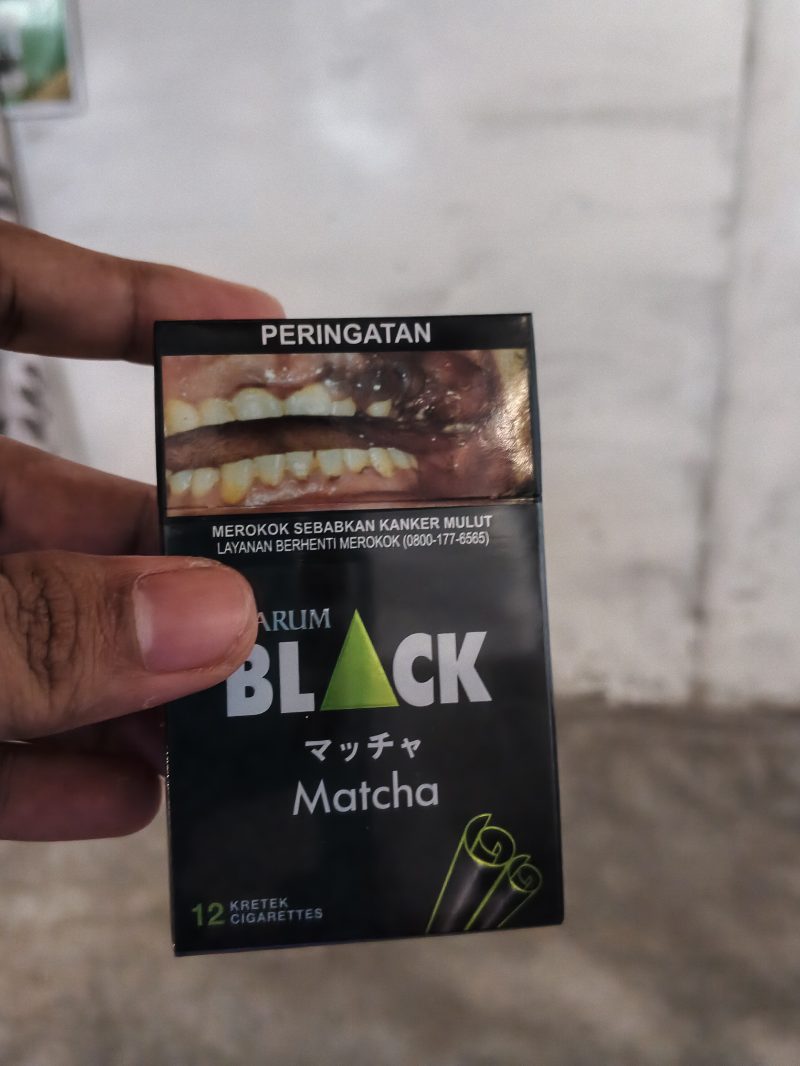 PERINGATAN
MEROKOK SEBABKAN KANKER MULUT
LAYANAN BERHENTI MEROKOK (0800-177-6565)
ARUM
BLACK
マッチャ
Matcha
12 KRETEK
CIGARETTES